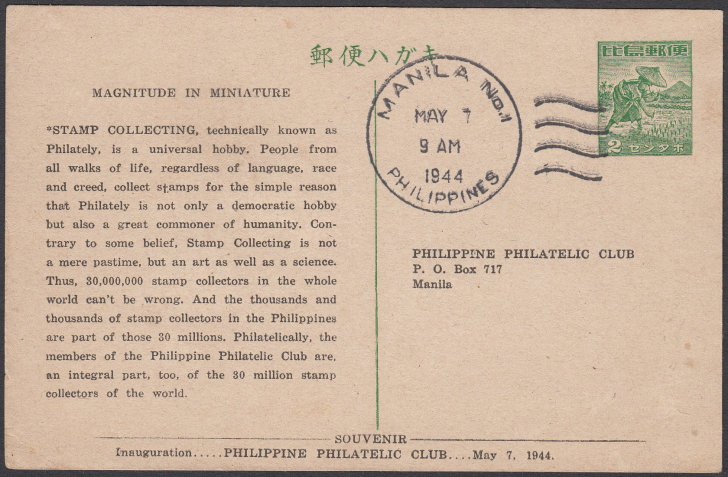 郵便ハガキ
比島郵便
2センタボ
MANILA No.1
MAY 7
9 AM
1944
PHILIPPINES
MAGNITUDE IN MINIATURE
*STAMP COLLECTING, technically known as
Philately, is a universal hobby. People from
all walks of life, regardless of language, race
and creed, collect stamps for the simple reason
that Philately is not only a democratic hobby
but also a great commoner of humanity. Con-
trary to some belief, Stamp Collecting is not
a mere pastime, but an art as well as a science.
Thus, 30,000,000 stamp collectors in the whole
world can't be wrong. And the thousands and
thousands of stamp collectors in the Philippines
are part of those 30 millions. Philatelically, the
members of the Philippine Philatelic Club are,
an integral part, too, of the 30 million stamp
collectors of the world.
PHILIPPINE PHILATELIC CLUB
P. O. Box 717
Manila
SOUVENIR
Inauguration.....PHILIPPINE PHILATELIC CLUB....May 7, 1944.